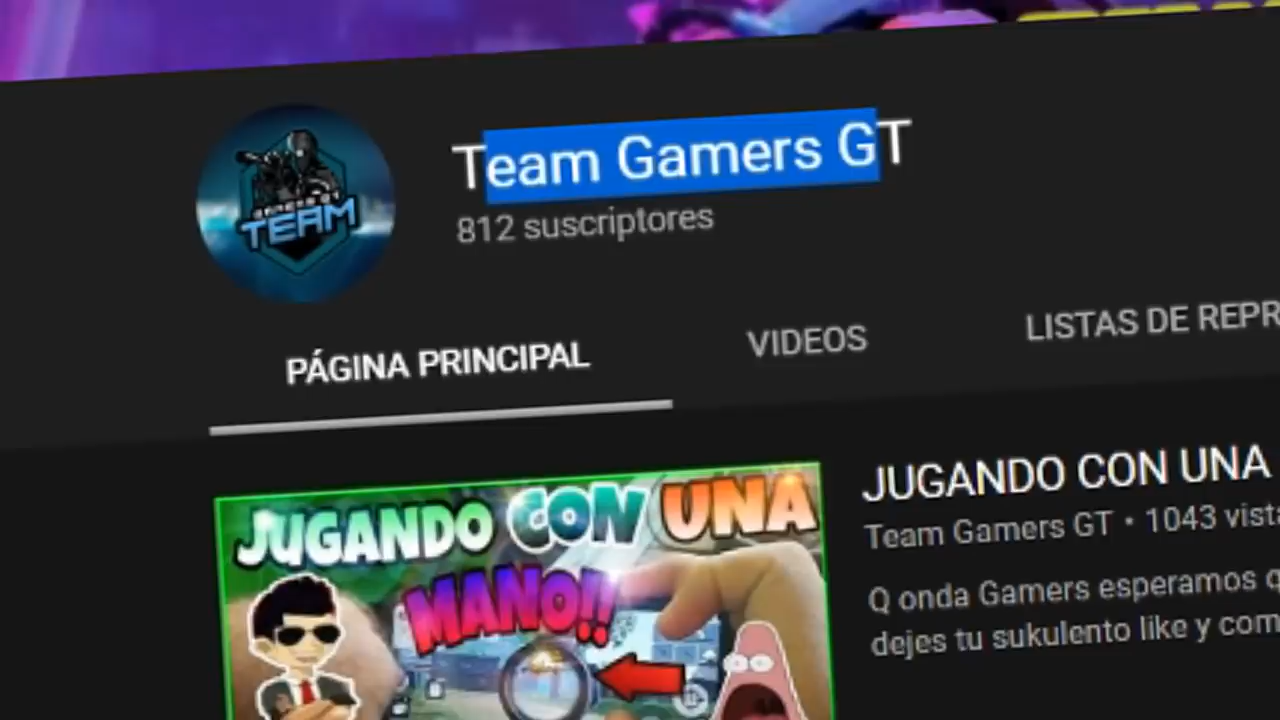 Team Gamers GT
812 suscriptores
TEAM
PÁGINA PRINCIPAL
VIDEOS
LISTAS DE REPR
JUGANDO CON UNA
MANO!!
JUGANDO CON UNA
Team Gamers GT • 1043 vist
Q onda Gamers esperamos q
dejes tu sukulento like y com